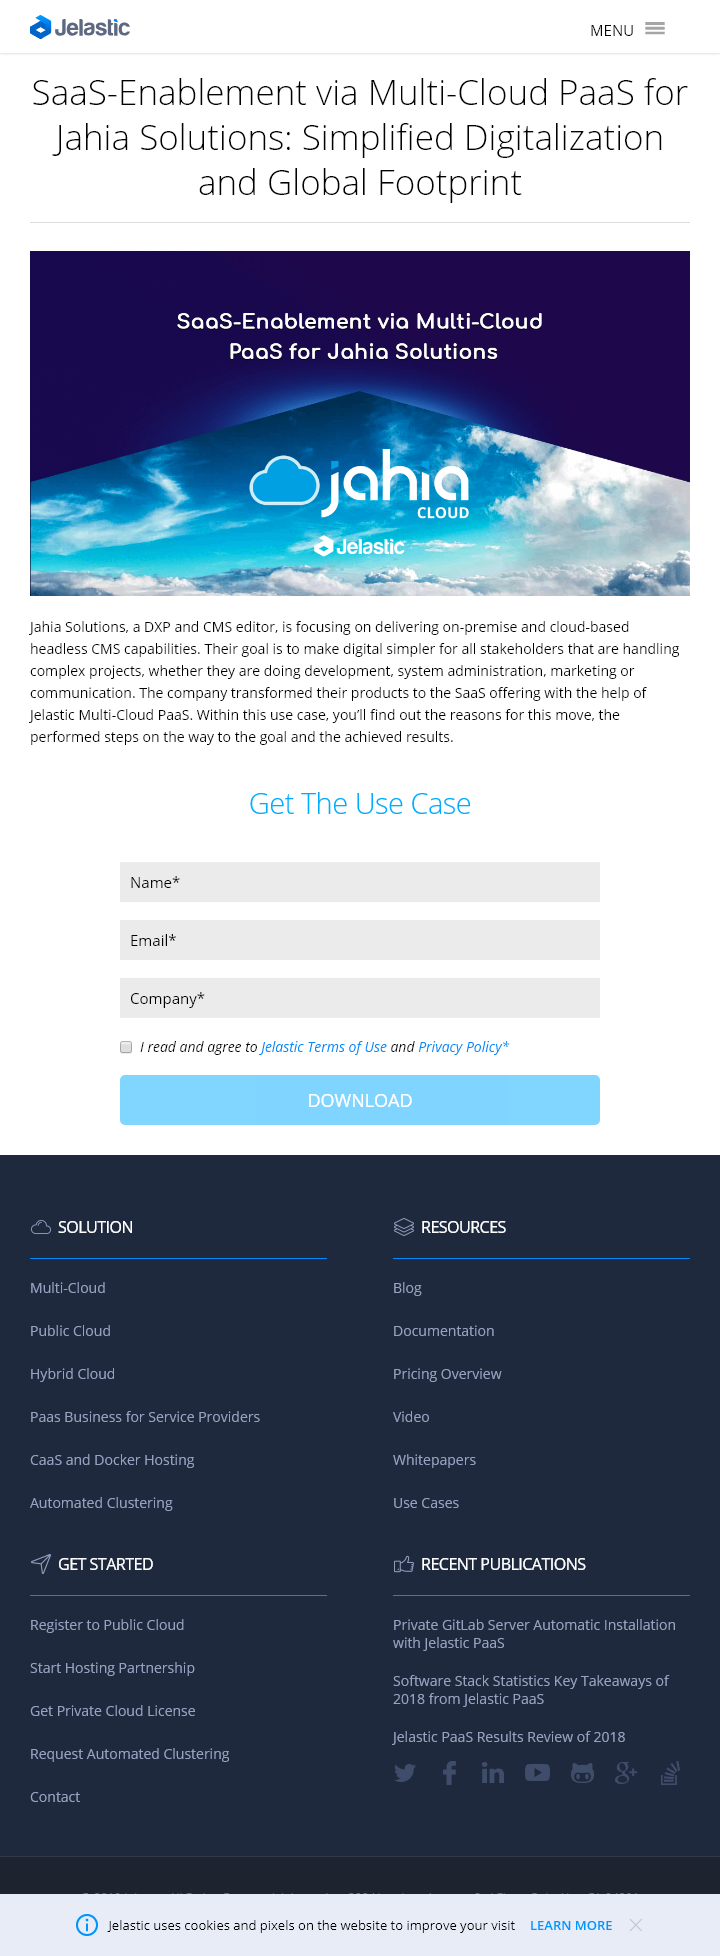 Jelastic
MENU
SaaS-Enablement via Multi-Cloud PaaS for
Jahia Solutions: Simplified Digitalization
and Global Footprint
SaaS-Enablement via Multi-Cloud
PaaS for Jahia Solutions
jahia
CLOUD
Jelastic
Jahia Solutions, a DXP and CMS editor, is focusing on delivering on-premise and cloud-based
headless CMS capabilities. Their goal is to make digital simpler for all stakeholders that are handling
complex projects, whether they are doing development, system administration, marketing or
communication. The company transformed their products to the SaaS offering with the help of
Jelastic Multi-Cloud PaaS. Within this use case, you’ll find out the reasons for this move, the
performed steps on the way to the goal and the achieved results.
Get The Use Case
Name*
Email*
Company*
I read and agree to Jelastic Terms of Use and Privacy Policy*
DOWNLOAD
SOLUTION
Multi-Cloud
Public Cloud
Hybrid Cloud
Paas Business for Service Providers
CaaS and Docker Hosting
Automated Clustering
RESOURCES
Blog
Documentation
Pricing Overview
Video
Whitepapers
Use Cases
GET STARTED
Register to Public Cloud
Start Hosting Partnership
Get Private Cloud License
Request Automated Clustering
Contact
RECENT PUBLICATIONS
Private GitLab Server Automatic Installation
with Jelastic PaaS
Software Stack Statistics Key Takeaways of
2018 from Jelastic PaaS
Jelastic PaaS Results Review of 2018
Jelastic uses cookies and pixels on the website to improve your visit LEARN MORE